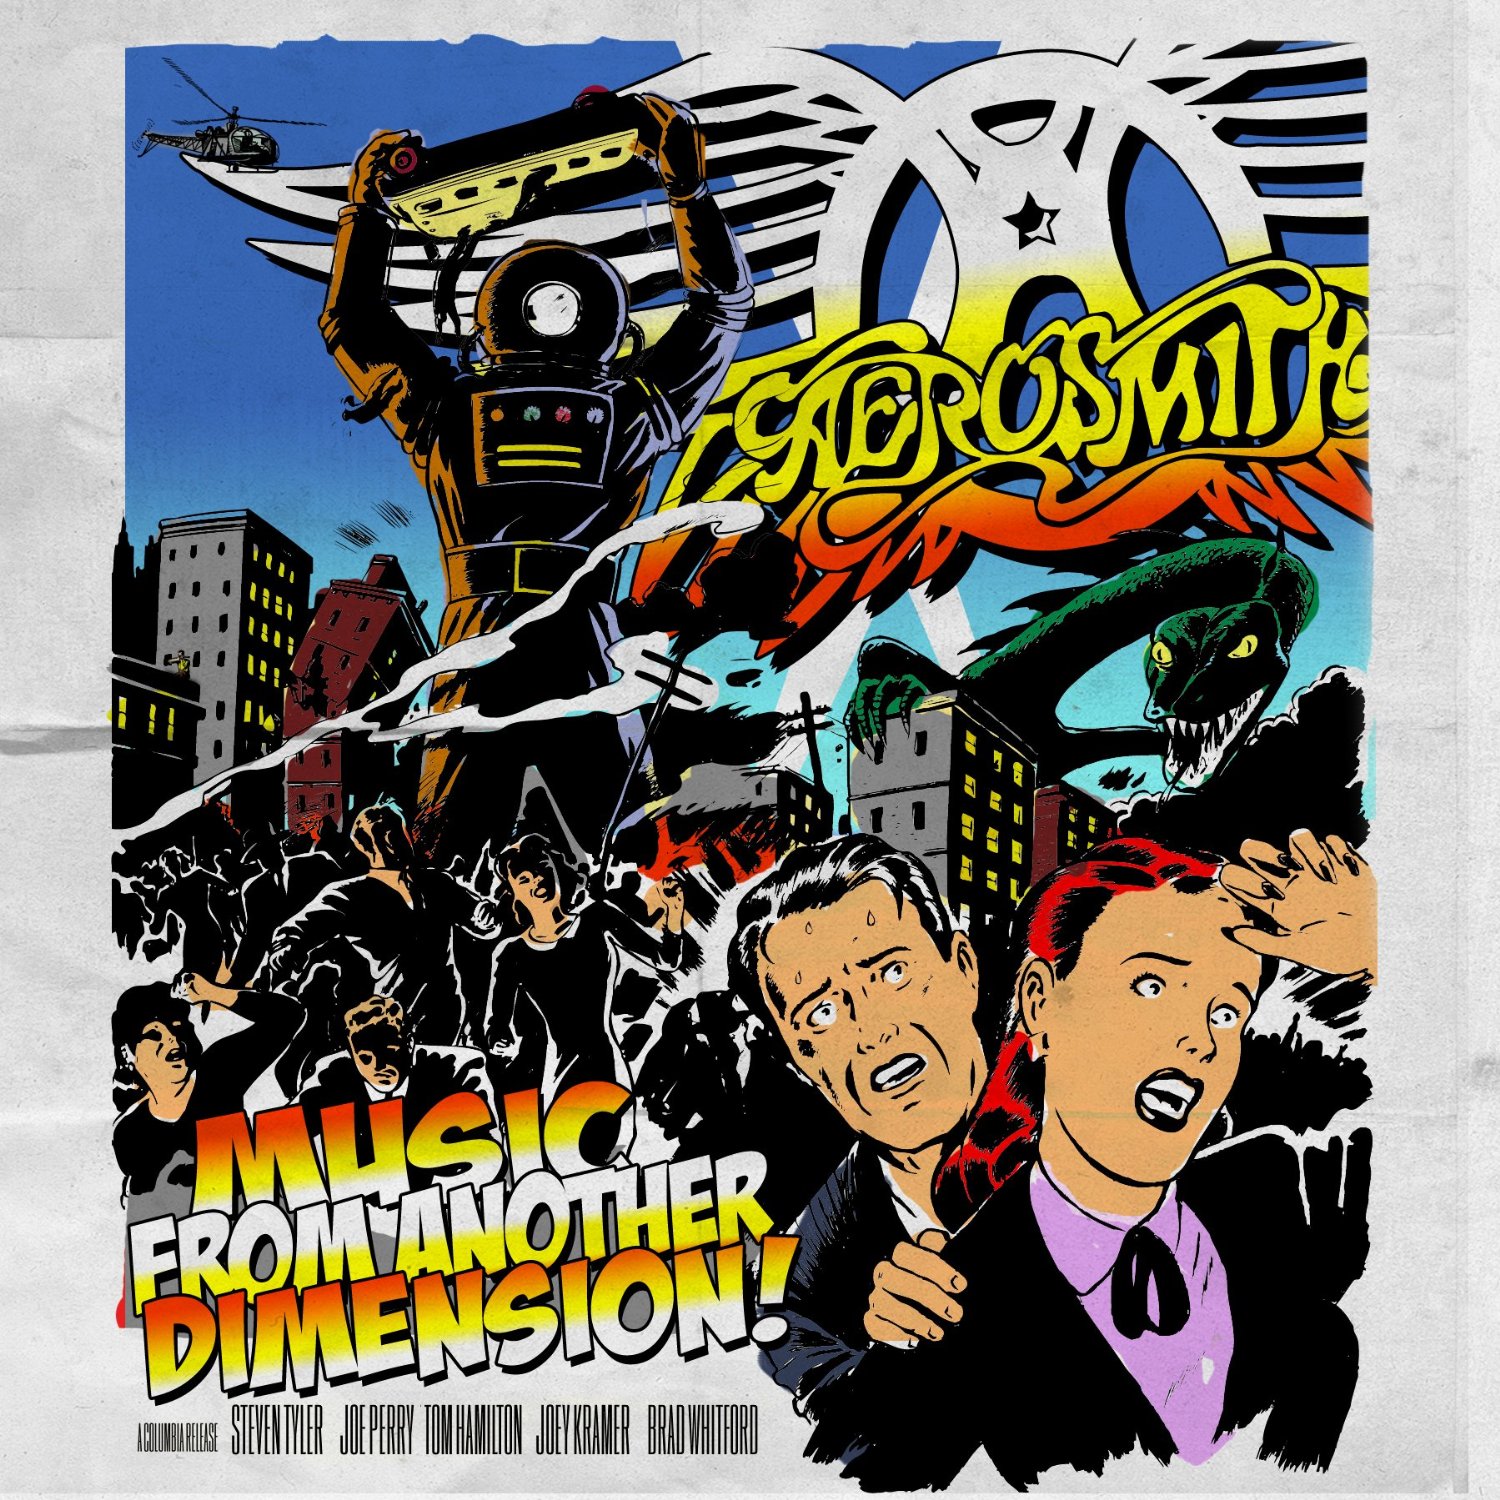 AEROSMITH
MUSIC
FROM ANOTHER
DIMENSION!
A COLUMBIA RELEASE STEVEN TYLER JOE PERRY TOM HAMILTON JOEY KRAMER BRAD WHITFORD